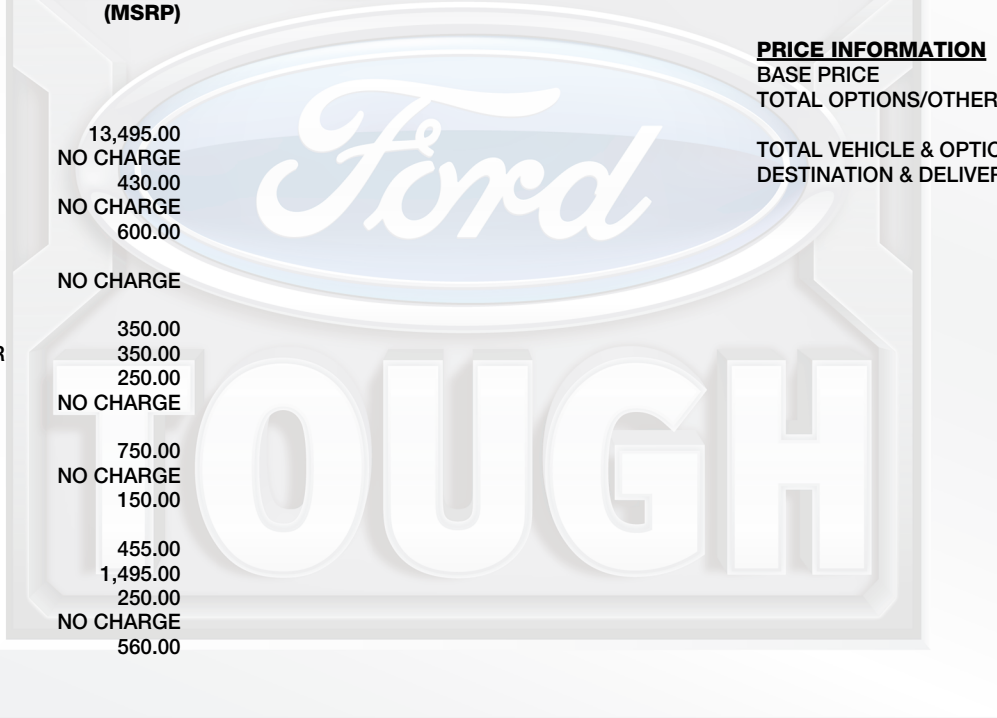 (MSRP)
13,495.00
NO CHARGE
430.00
NO CHARGE
600.00
NO CHARGE
350.00
R 350.00
250.00
NO CHARGE
750.00
NO CHARGE
150.00
455.00
1,495.00
250.00
NO CHARGE
560.00
PRICE INFORMATION
BASE PRICE
TOTAL OPTIONS/OTHER
TOTAL VEHICLE & OPTIO
DESTINATION & DELIVER
Ford
TOUGH